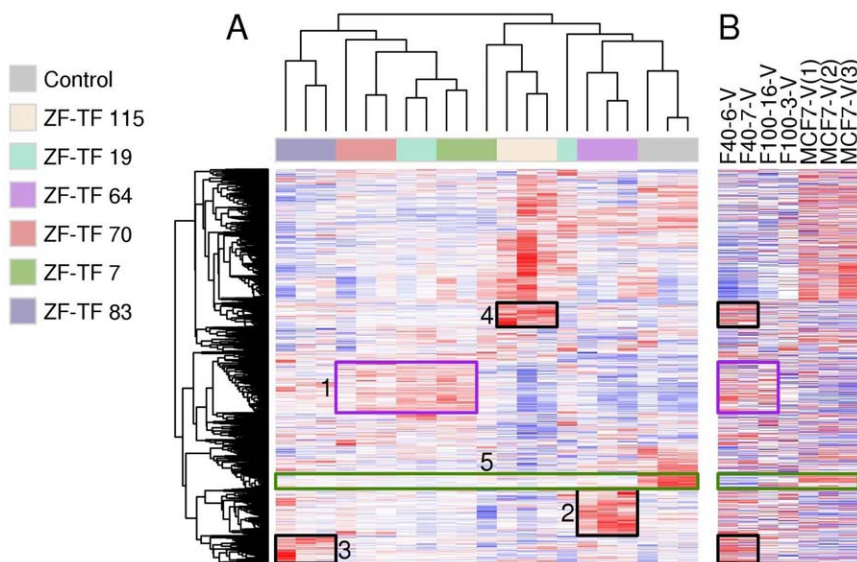 A
B
Control
ZF-TF 115
ZF-TF 19
ZF-TF 64
ZF-TF 70
ZF-TF 7
ZF-TF 83
F40-6-V
F40-7-V
F100-16-V
F100-3-V
MCF7-V(1)
MCF7-V(2)
MCF7-V(3)
4
1
5
2
3